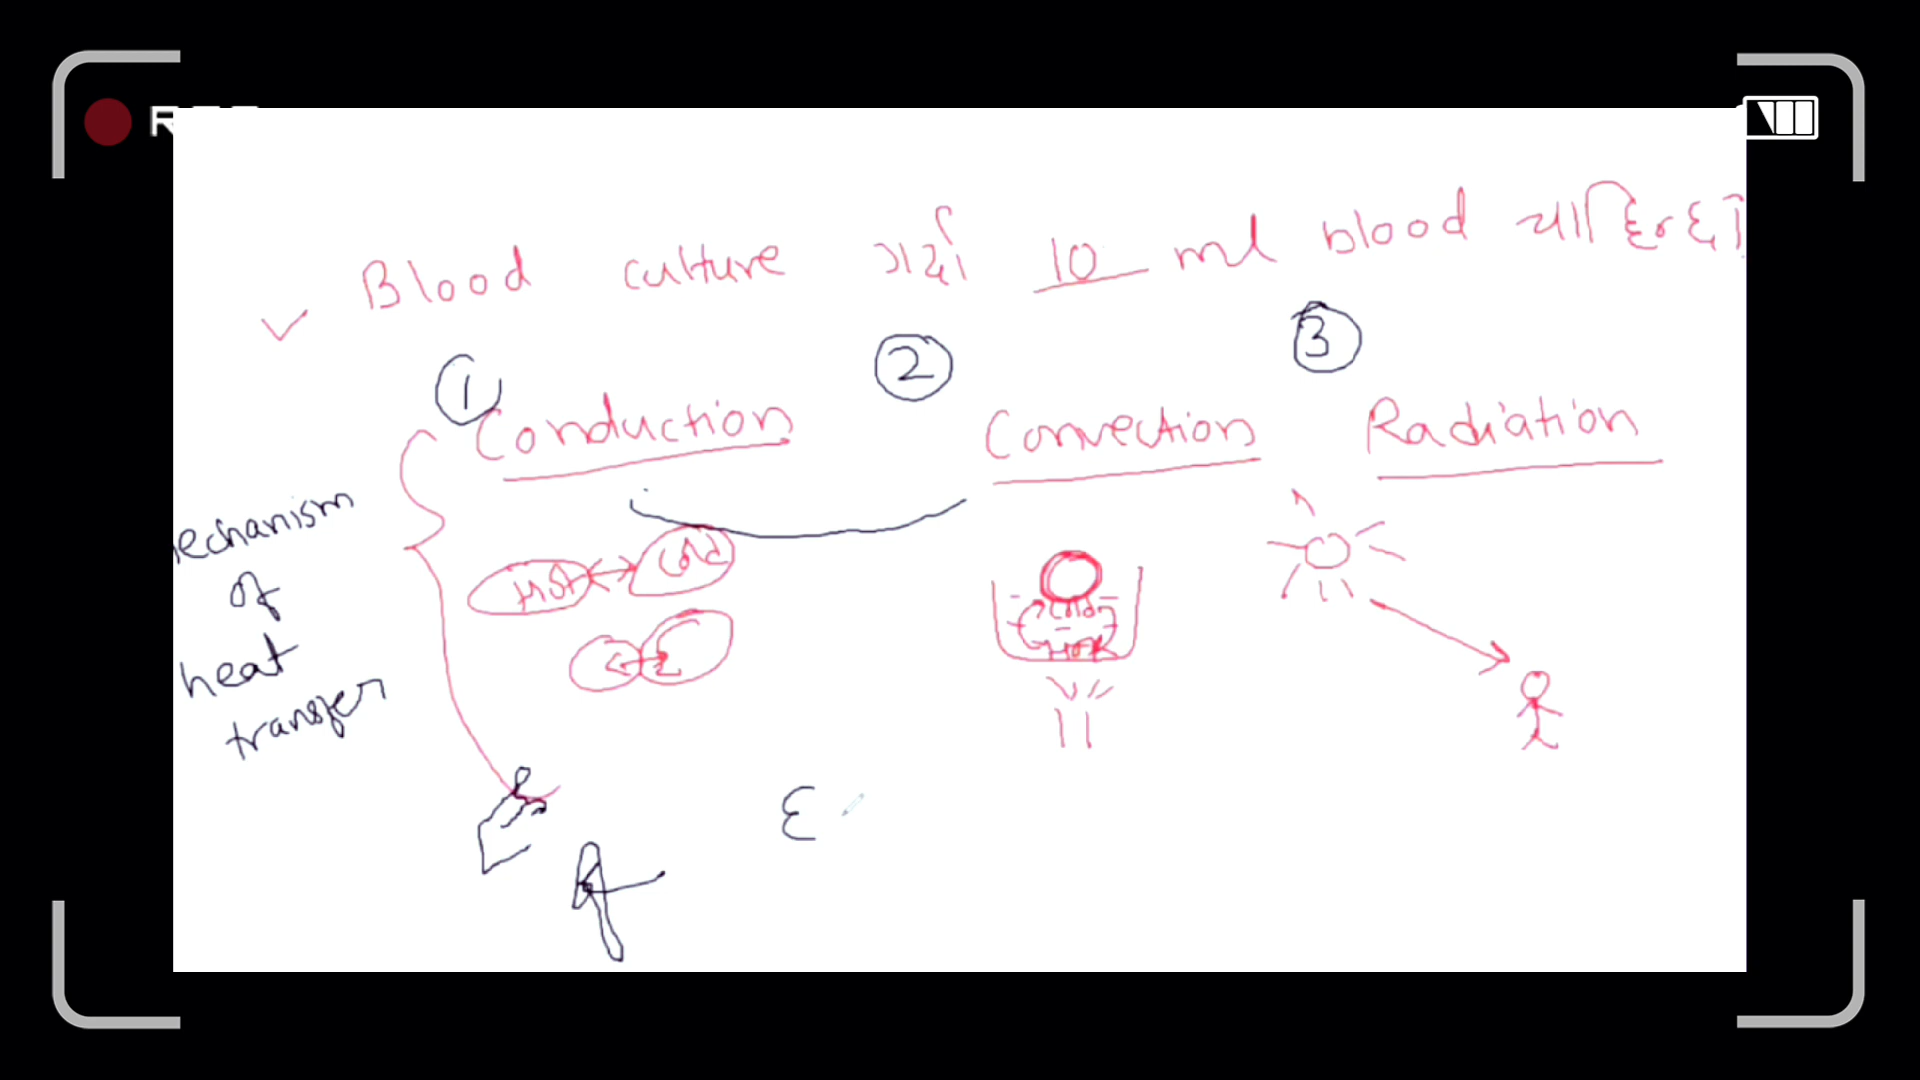 Blood culture गर्दा 10 ml blood
1 2 3
Conduction Convection Radiation
echanism
of
heat
transfer
Hot Cold
Cold
Hot